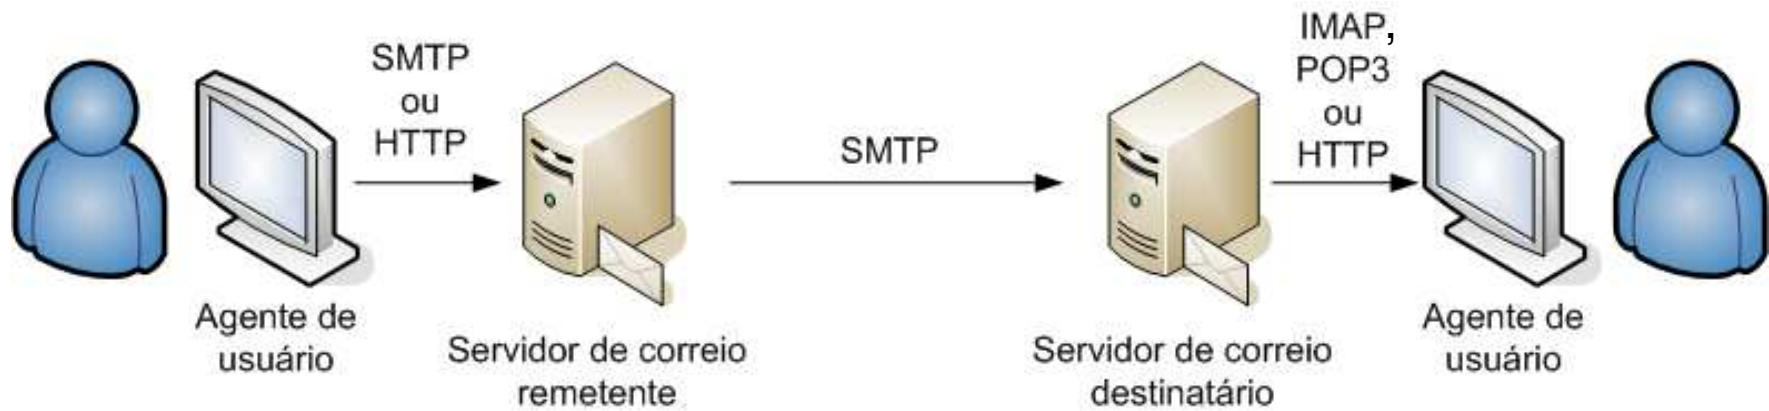 SMTP
ou
HTTP
SMTP
IMAP,
POP3
ou
HTTP
Agente de
usuário
Servidor de correio
remetente
Servidor de correio
destinatário
Agente de
usuário